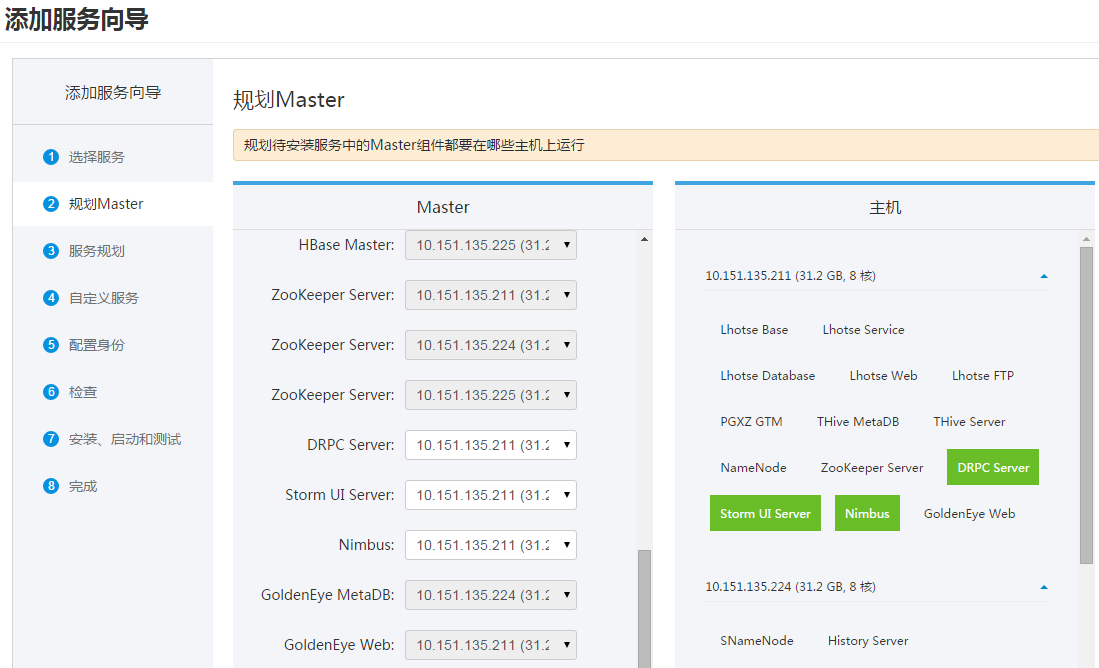 添加服务向导
添加服务向导
1 选择服务
2 规划Master
3 服务规划
4 自定义服务
5 配置身份
6 检查
7 安装、启动和测试
8 完成
规划Master
规划待安装服务中的Master组件都要在哪些主机上运行
Master
HBase Master: 10.151.135.225 (31.2
ZooKeeper Server: 10.151.135.211 (31.2
ZooKeeper Server: 10.151.135.224 (31.2
ZooKeeper Server: 10.151.135.225 (31.2
DRPC Server: 10.151.135.211 (31.2
Storm UI Server: 10.151.135.211 (31.2
Nimbus: 10.151.135.211 (31.2
GoldenEye MetaDB: 10.151.135.224 (31.2
GoldenEye Web: 10.151.135.211 (31.2
主机
10.151.135.211 (31.2 GB, 8 核)
Lhotse Base Lhotse Service
Lhotse Database Lhotse Web Lhotse FTP
PGXZ GTM THive MetaDB THive Server
NameNode ZooKeeper Server DRPC Server
Storm UI Server Nimbus GoldenEye Web
10.151.135.224 (31.2 GB, 8 核)
SNameNode History Server